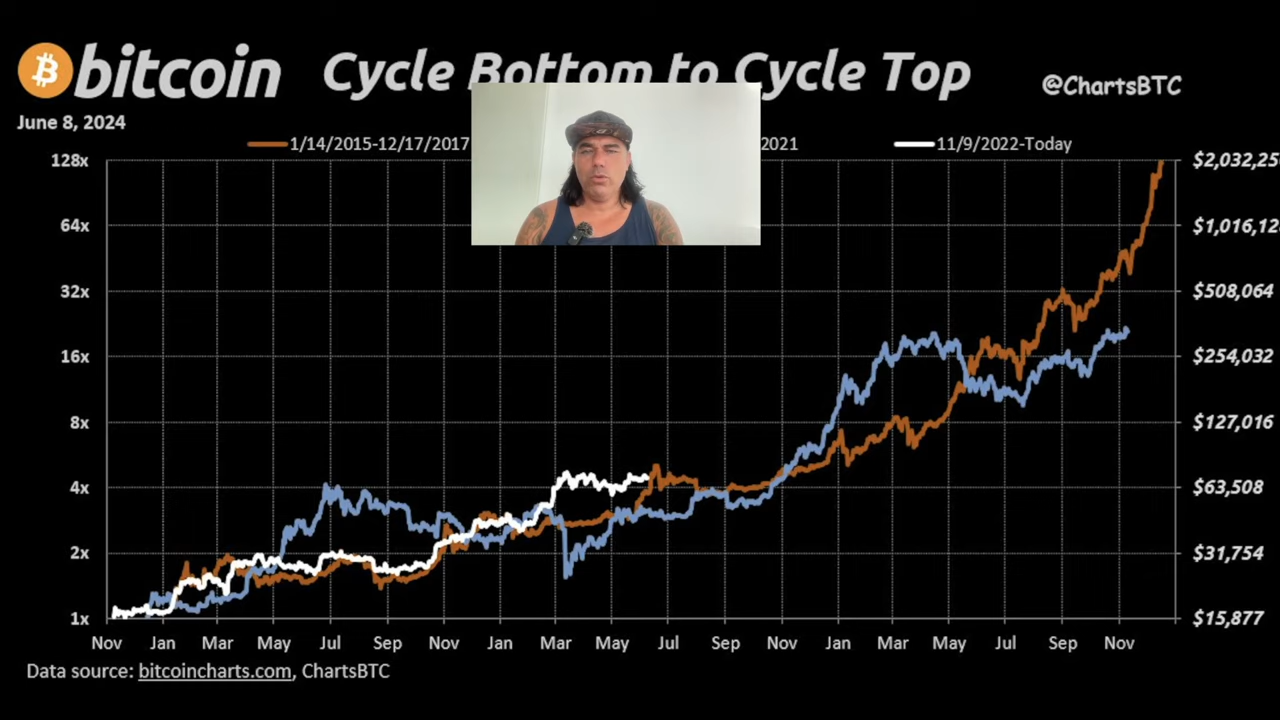 bitcoin Cycle Bottom to Cycle Top @ChartsBTC
June 8, 2024
1/14/2015-12/17/2017 2021 11/9/2022-Today
128x $2,032,25
64x $1,016,12
32x $508,064
16x $254,032
8x $127,016
4x $63,508
2x $31,754
1x $15,877
Nov Jan Mar May Jul Sep Nov Jan Mar May Jul Sep Nov Jan Mar May Jul Sep Nov
Data source: bitcoincharts.com, ChartsBTC